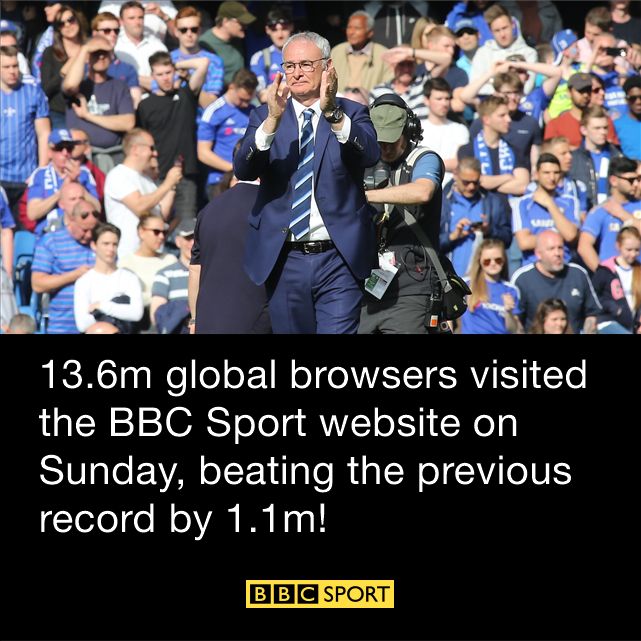 13.6m global browsers visited
the BBC Sport website on
Sunday, beating the previous
record by 1.1m!
BBC SPORT